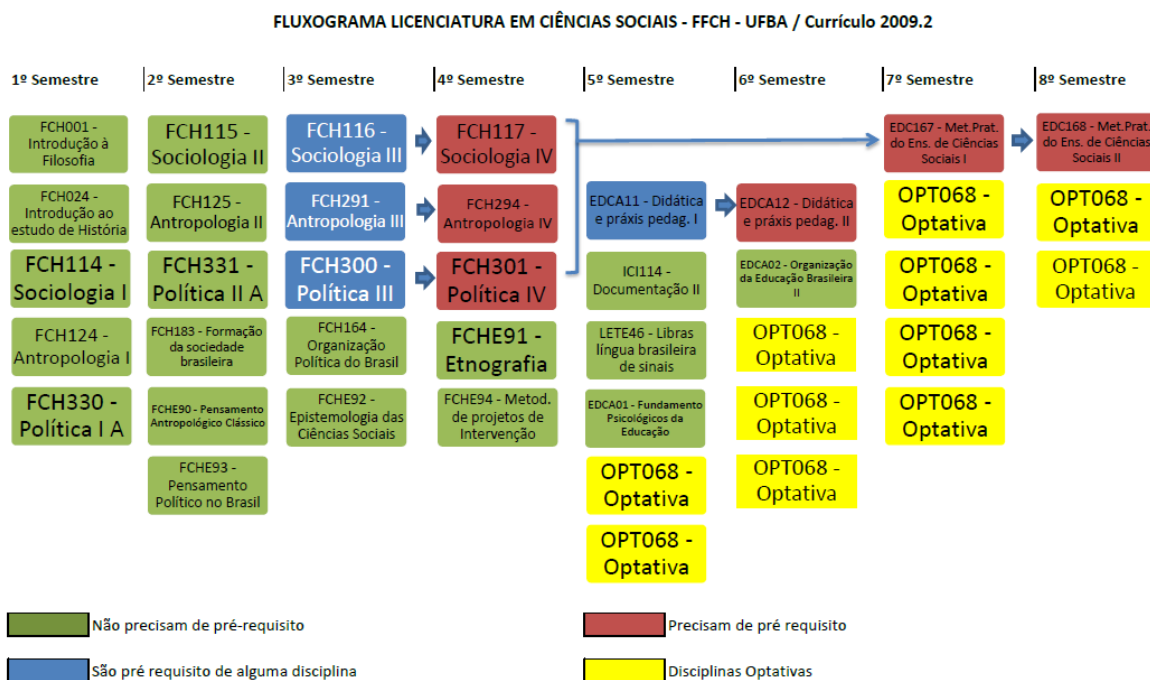 FLUXOGRAMA LICENCIATURA EM CIÊNCIAS SOCIAIS - FFCH - UFBA / Currículo 2009.2
1º Semestre
FCH001 -
Introdução à
Filosofia
FCH024 -
Introdução ao
estudo de História
FCH114 -
Sociologia I
FCH124 -
Antropologia I
FCH330 -
Política I A
2º Semestre
FCH115 -
Sociologia II
FCH125 -
Antropologia II
FCH331 -
Política II A
FCH183 - Formação
da sociedade
brasileira
FCHE90 - Pensamento
Antropológico Clássico
FCHE93 -
Pensamento
Político no Brasil
3º Semestre
FCH116 -
Sociologia III
FCH291 -
Antropologia III
FCH300 -
Política III
FCH164 -
Organização
Política do Brasil
FCHE92 -
Epistemologia das
Ciências Sociais
4º Semestre
FCH117 -
Sociologia IV
FCH294 -
Antropologia IV
FCH301 -
Política IV
FCHE91 -
Etnografia
FCHE94 - Metod.
de projetos de
Intervenção
5º Semestre
EDCA11 - Didática
e práxis pedag. I
ICI114 -
Documentação II
LETE46 - Libras
língua brasileira
de sinais
EDCA01 - Fundamento
Psicológicos da
Educação
OPT068 -
Optativa
OPT068 -
Optativa
6º Semestre
EDCA12 - Didática
e práxis pedag. II
EDCA02 - Organização
da Educação Brasileira
II
OPT068 -
Optativa
OPT068 -
Optativa
OPT068 -
Optativa
7º Semestre
EDC167 - Met.Prat.
do Ens. de Ciências
Sociais I
OPT068 -
Optativa
OPT068 -
Optativa
OPT068 -
Optativa
OPT068 -
Optativa
8º Semestre
EDC168 - Met.Prat.
do Ens. de Ciências
Sociais II
OPT068 -
Optativa
OPT068 -
Optativa
Não precisam de pré-requisito
Precisam de pré requisito
São pré requisito de alguma disciplina
Disciplinas Optativas